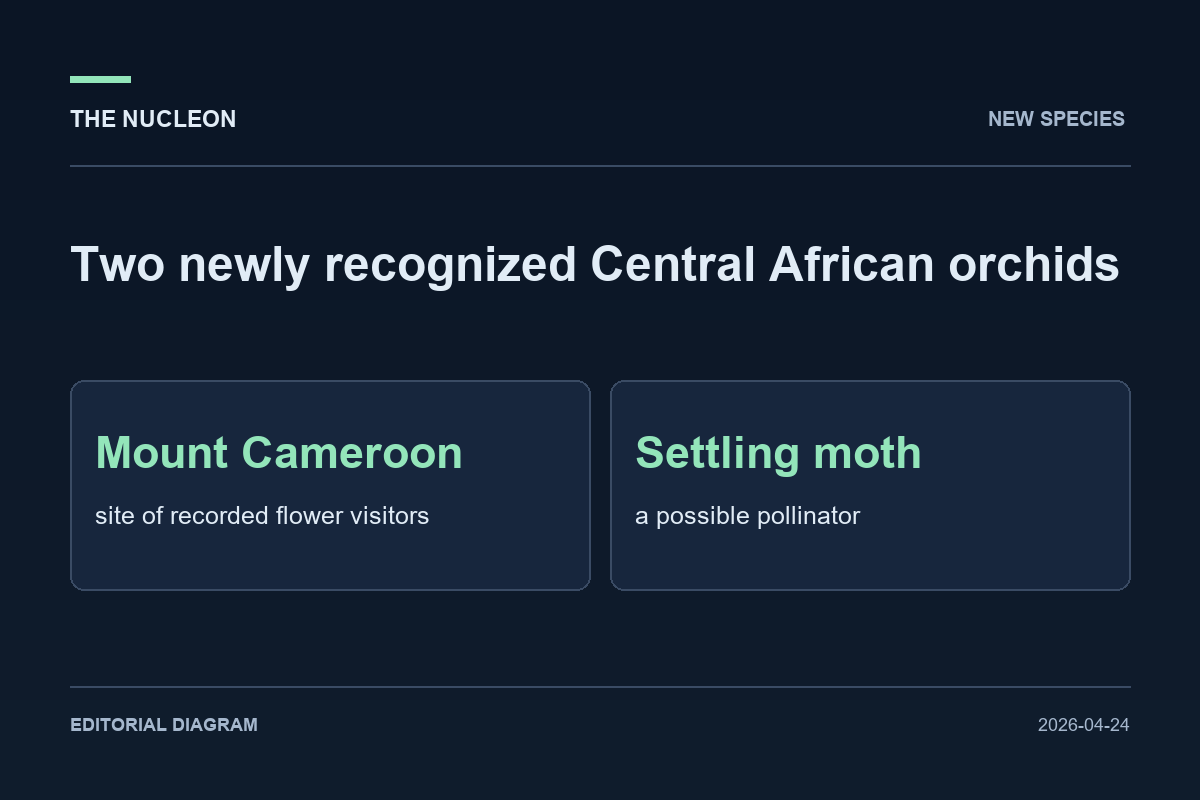 THE NUCLEON
NEW SPECIES
Two newly recognized Central African orchids
Mount Cameroon
site of recorded flower visitors
Settling moth
a possible pollinator
EDITORIAL DIAGRAM
2026-04-24